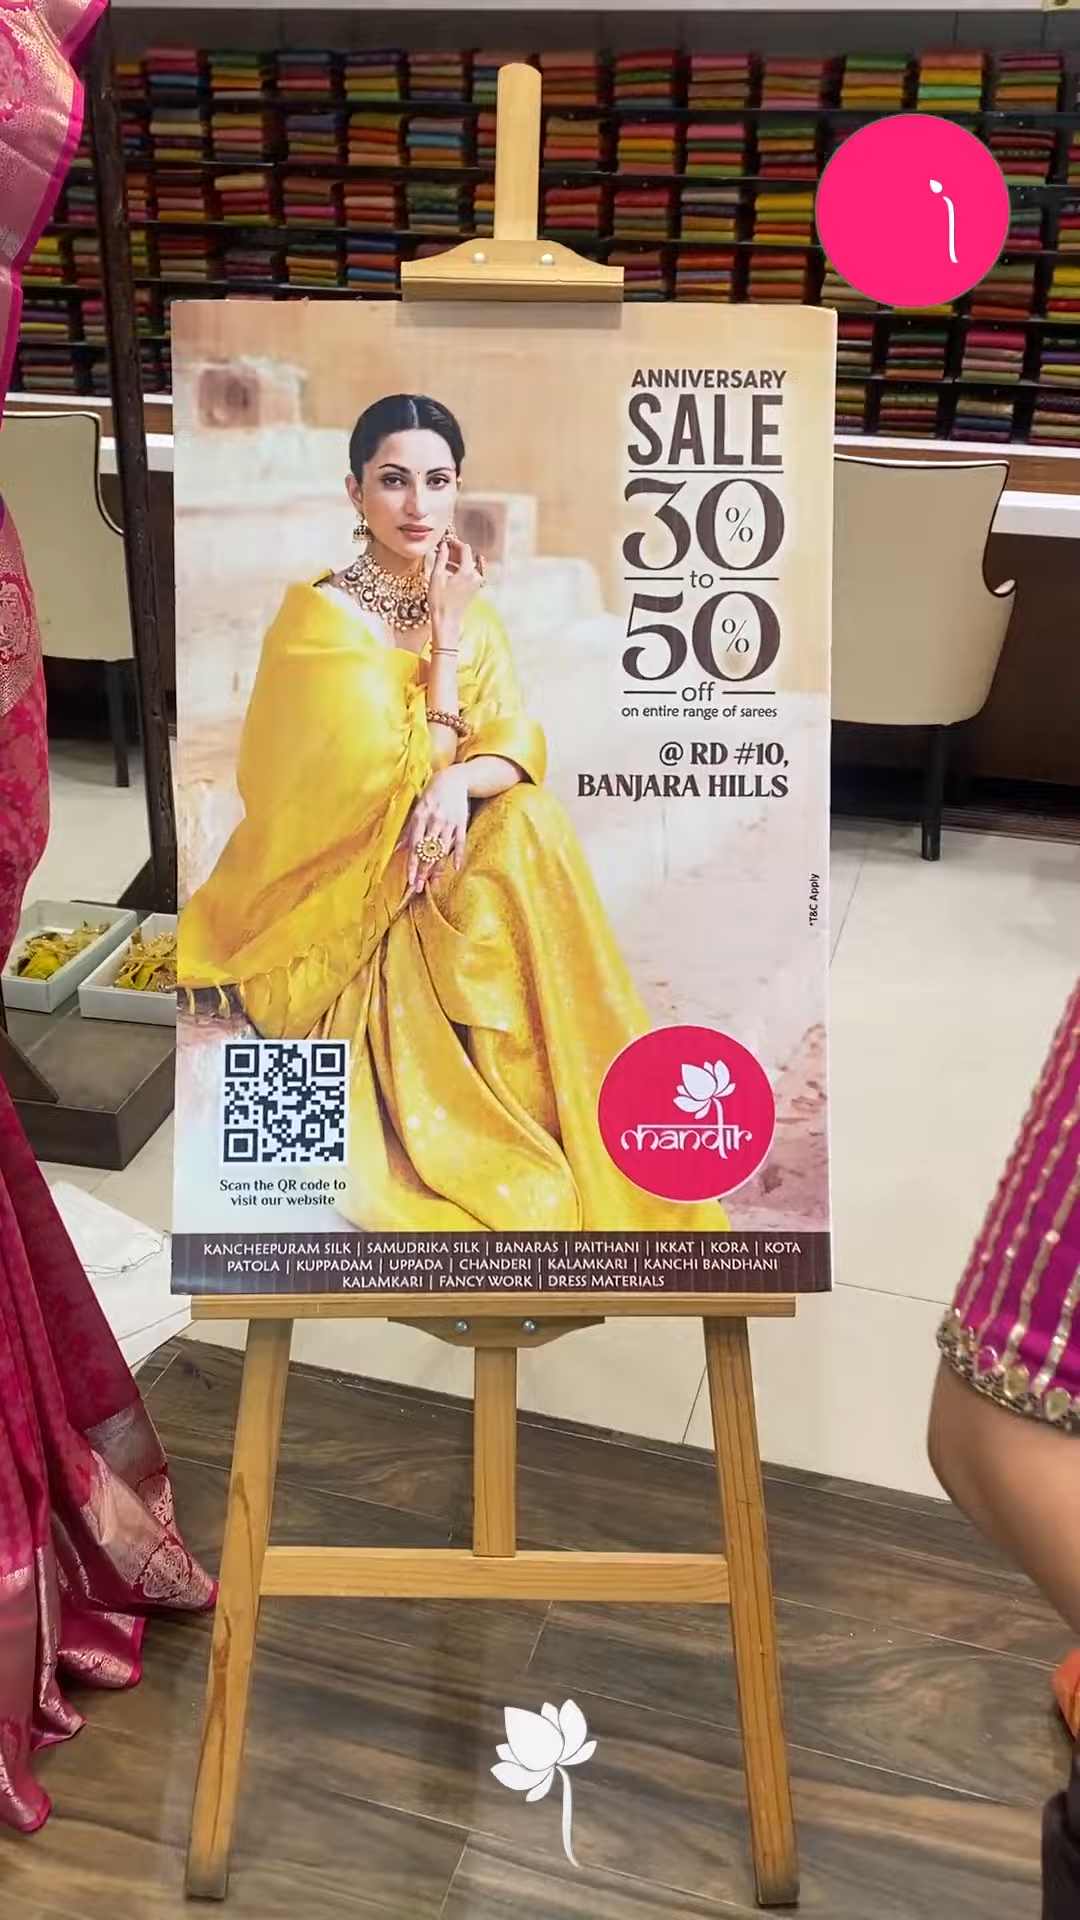 ANNIVERSARY
SALE
30%
to
50%
off
on entire range of sarees
@ RD #10,
BANJARA HILLS
*T&C Apply
mandir
Scan the QR code to
visit our website
KANCHEEPURAM SILK | SAMUDRIKA SILK | BANARAS | PAITHANI | IKKAT | KORA | KOTA
PATOLA | KUPPADAM | UPPADA | CHANDERI | KALAMKARI | KANCHI BANDHANI
KALAMKARI | FANCY WORK | DRESS MATERIALS